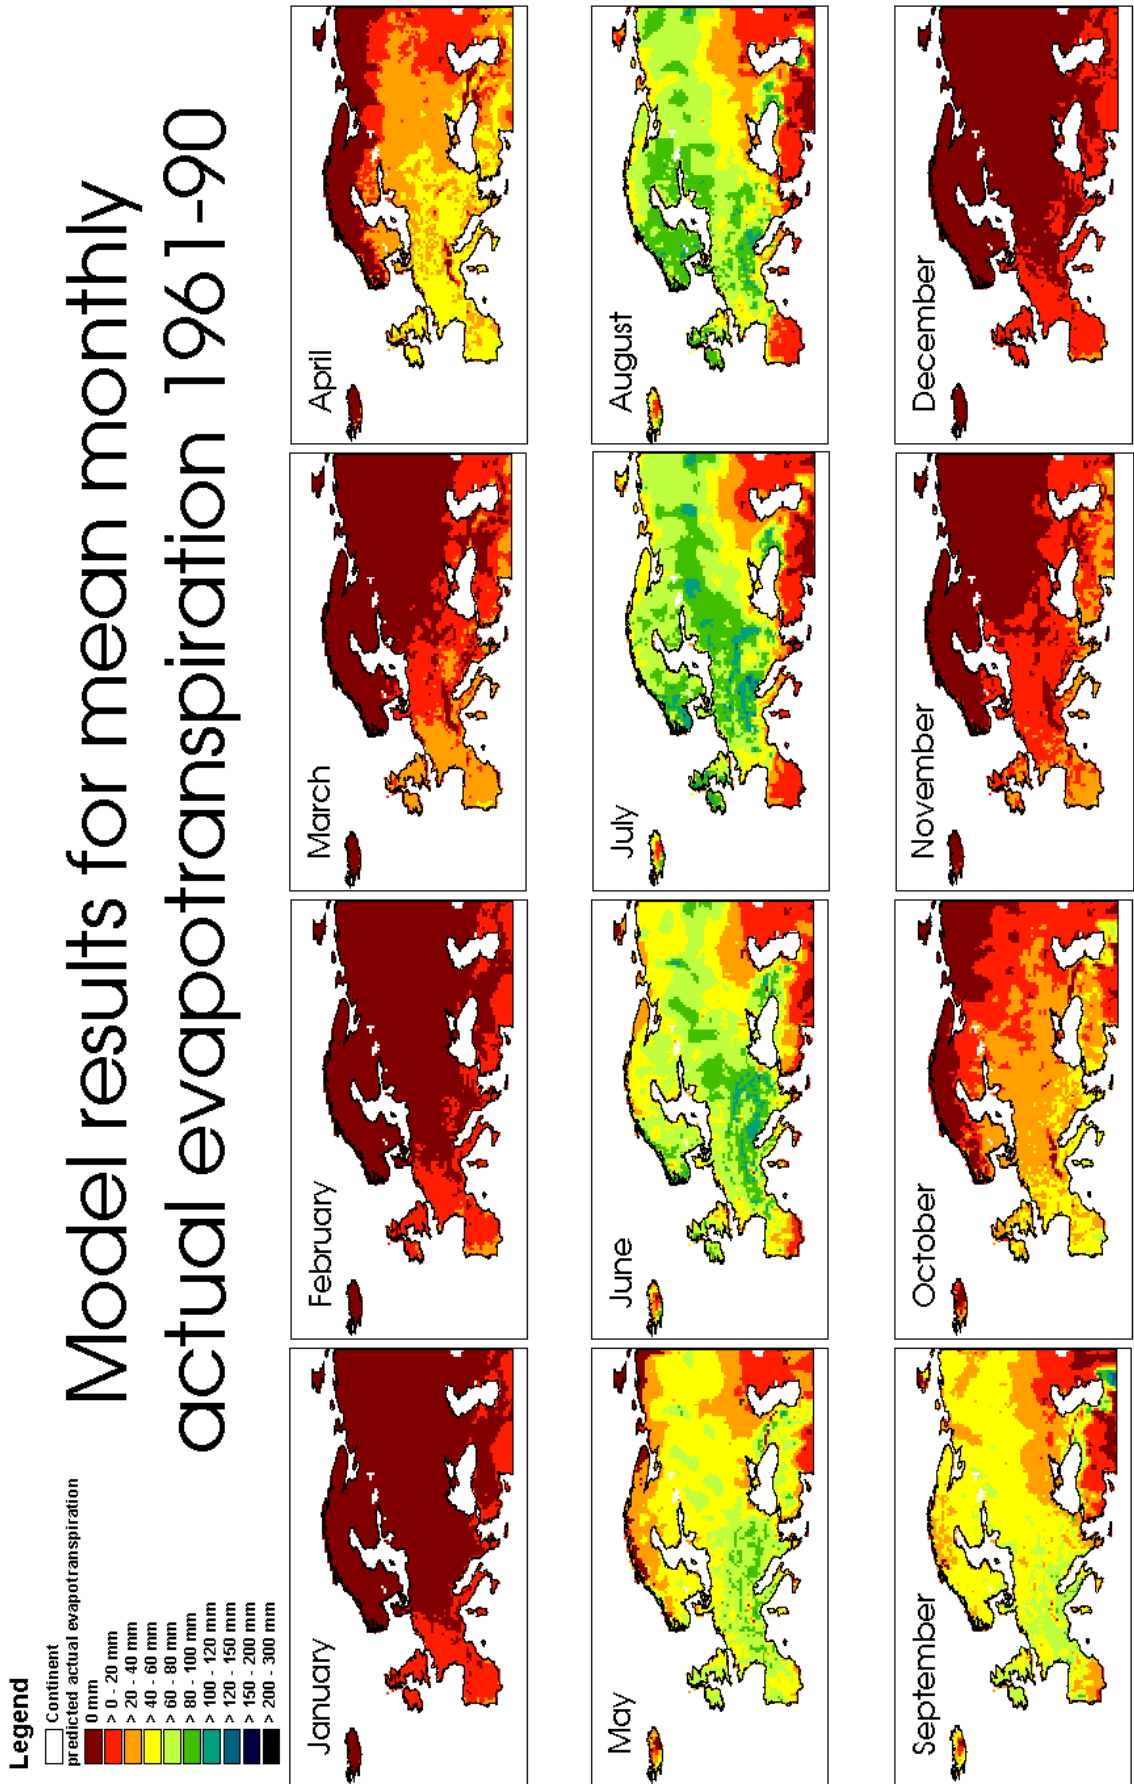 Model results for mean monthly
actual evapotranspiration 1961-90
Legend
Continent
predicted actual evapotranspiration
0 mm
> 0 - 20 mm
> 20 - 40 mm
> 40 - 60 mm
> 60 - 80 mm
> 80 - 100 mm
> 100 - 120 mm
> 120 - 150 mm
> 150 - 200 mm
> 200 - 300 mm
January
February
March
April
May
June
July
August
September
October
November
December